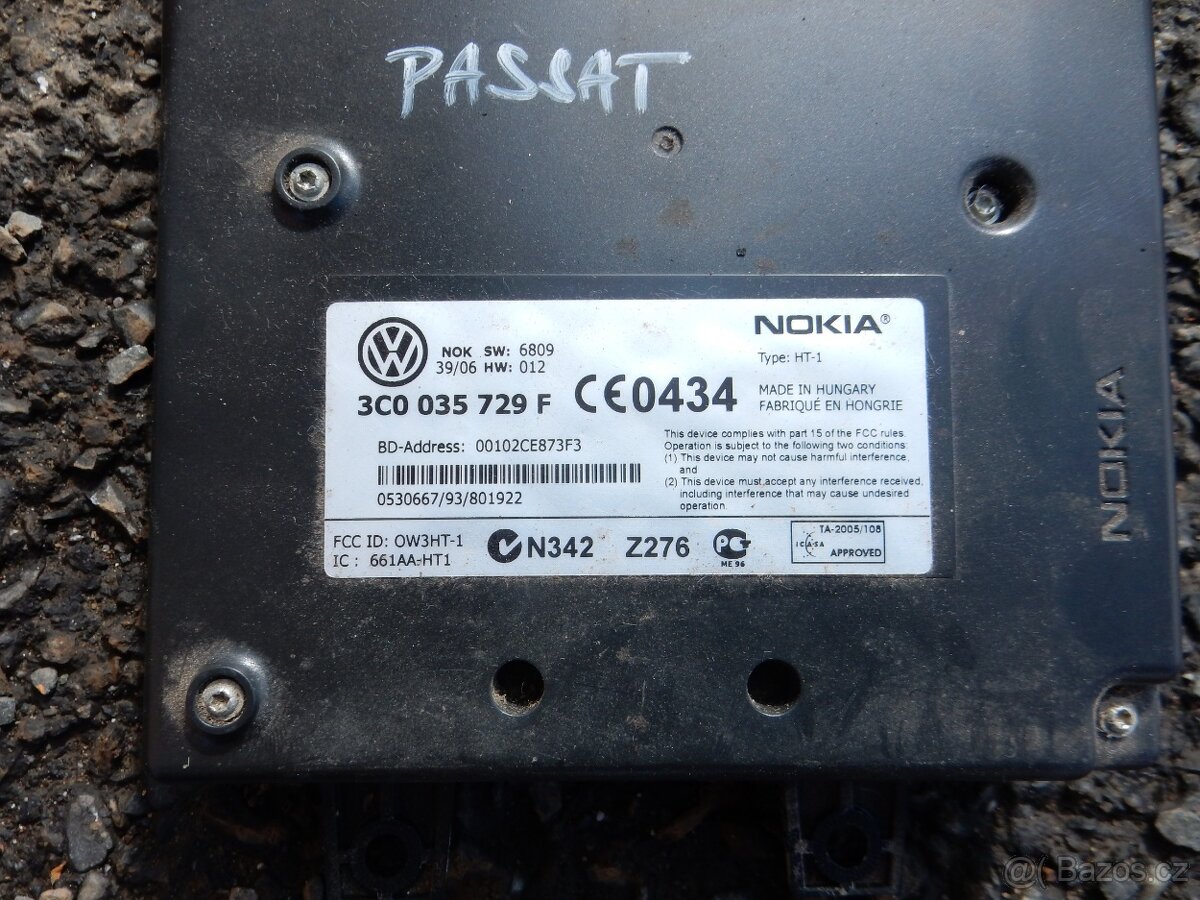 PASSAT
NOKIA®
NOK SW: 6809
39/06 HW: 012
Type: HT-1
3C0 035 729 F
CE0434
MADE IN HUNGARY
FABRIQUÉ EN HONGRIE
BD-Address: 00102CE873F3
0530667/93/801922
This device complies with part 15 of the FCC rules.
Operation is subject to the following two conditions:
(1) This device may not cause harmful interference,
and
(2) This device must accept any interference received,
including interference that may cause undesired
operation.
FCC ID: OW3HT-1
IC : 661AA-HT1
N342 Z276
PCT
ME 96
TA-2005/108
ICASA
APPROVED
NOKIA
@( Bazos.cz